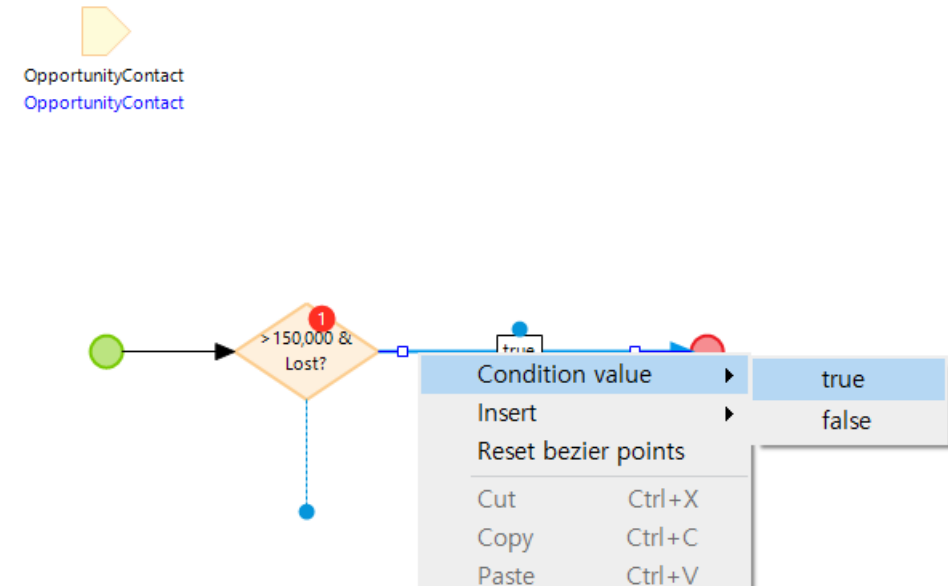 OpportunityContact
OpportunityContact
1
>150,000 &
Lost?
true
Condition value
true
false
Insert
Reset bezier points
Cut Ctrl+X
Copy Ctrl+C
Paste Ctrl+V